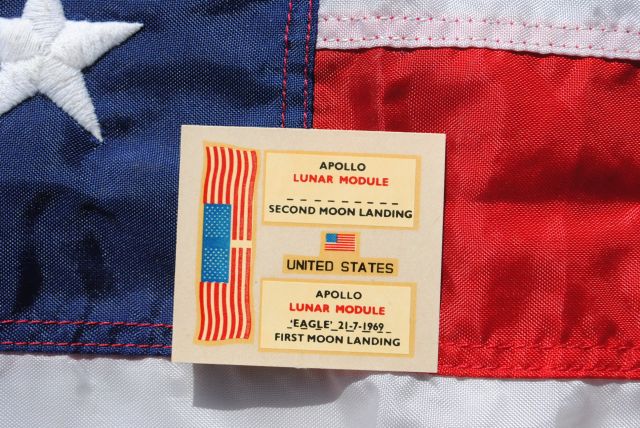 APOLLO
LUNAR MODULE
_ _ _ _ _ _ _ _ _
SECOND MOON LANDING
UNITED STATES
APOLLO
LUNAR MODULE
'EAGLE' 21-7-1969
FIRST MOON LANDING